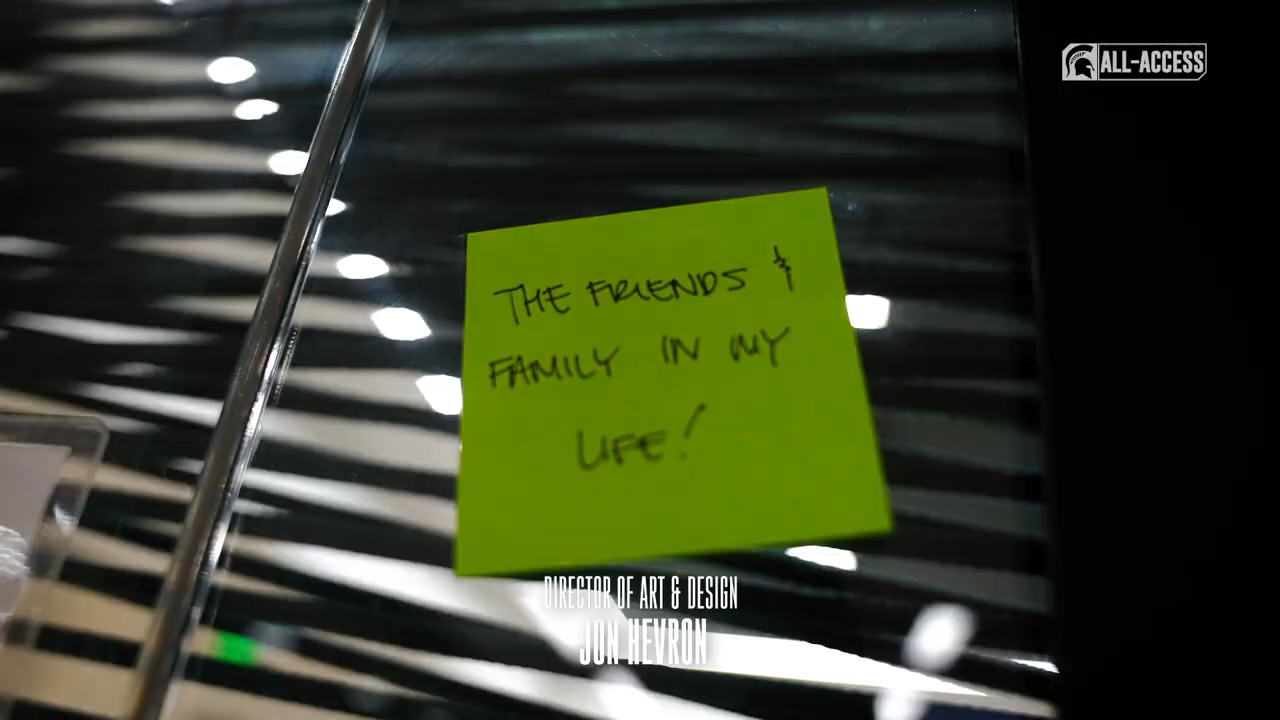 ALL-ACCESS
THE FRIENDS &
FAMILY IN MY
LIFE!
DIRECTOR OF ART & DESIGN
JON HEVRON